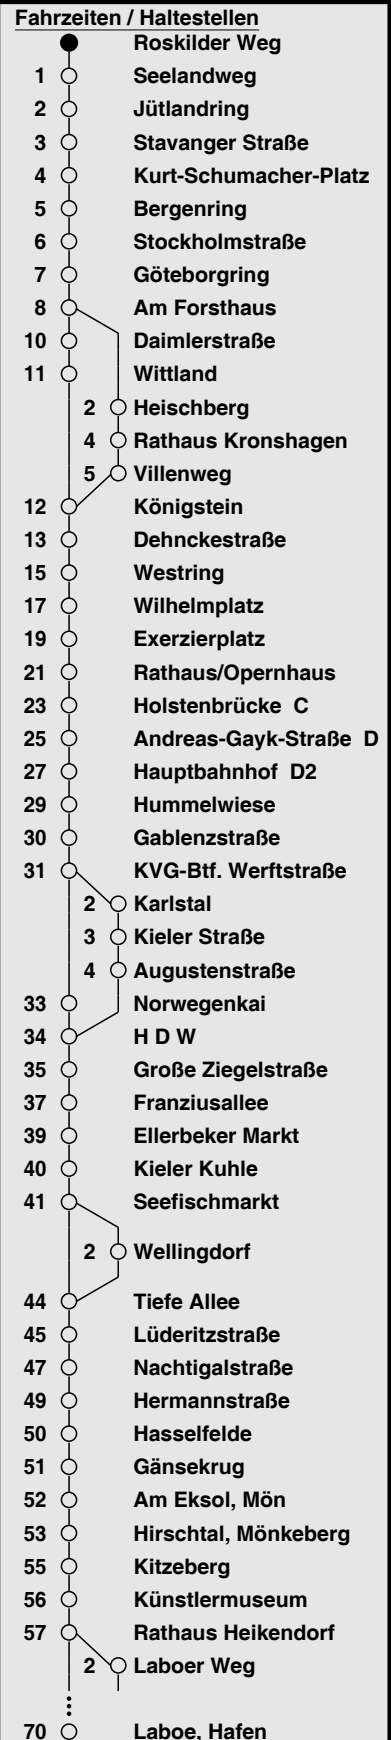 Fahrzeiten / Haltestellen
Roskilder Weg
1 Seelandweg
2 Jütlandring
3 Stavanger Straße
4 Kurt-Schumacher-Platz
5 Bergenring
6 Stockholmstraße
7 Göteborgring
8 Am Forsthaus
10 Daimlerstraße
11 Wittland
2 Heischberg
4 Rathaus Kronshagen
5 Villenweg
12 Königstein
13 Dehnckestraße
15 Westring
17 Wilhelmplatz
19 Exerzierplatz
21 Rathaus/Opernhaus
23 Holstenbrücke C
25 Andreas-Gayk-Straße D
27 Hauptbahnhof D2
29 Hummelwiese
30 Gablenzstraße
31 KVG-Btf. Werftstraße
2 Karlstal
3 Kieler Straße
4 Augustenstraße
33 Norwegenkai
34 H D W
35 Große Ziegelstraße
37 Franziusallee
39 Ellerbeker Markt
40 Kieler Kuhle
41 Seefischmarkt
2 Wellingdorf
44 Tiefe Allee
45 Lüderitzstraße
47 Nachtigalstraße
49 Hermannstraße
50 Hasselfelde
51 Gänsekrug
52 Am Eksol, Mön
53 Hirschtal, Mönkeberg
55 Kitzeberg
56 Künstlermuseum
57 Rathaus Heikendorf
2 Laboer Weg
70 Laboe, Hafen